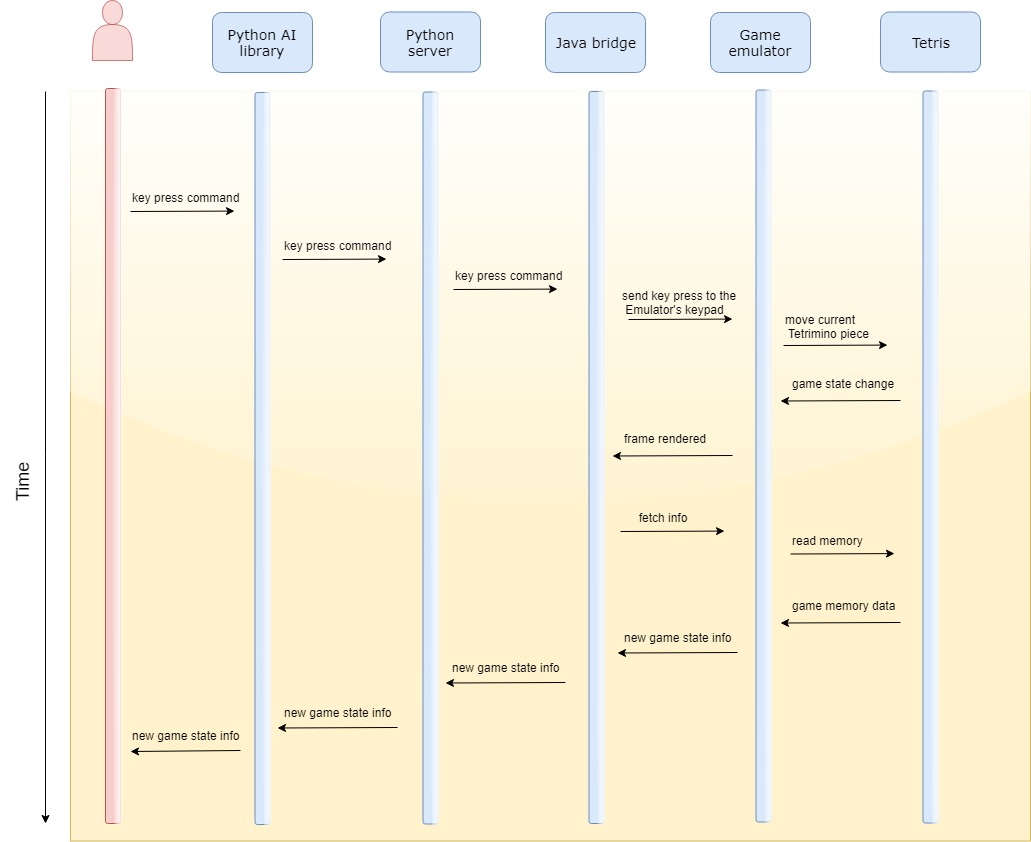 Python AI
library
Python
server
Java bridge
Game
emulator
Tetris
key press command
key press command
key press command
send key press to the
Emulator's keypad
move current
Tetrimino piece
game state change
frame rendered
Time
fetch info
read memory
game memory data
new game state info
new game state info
new game state info
new game state info